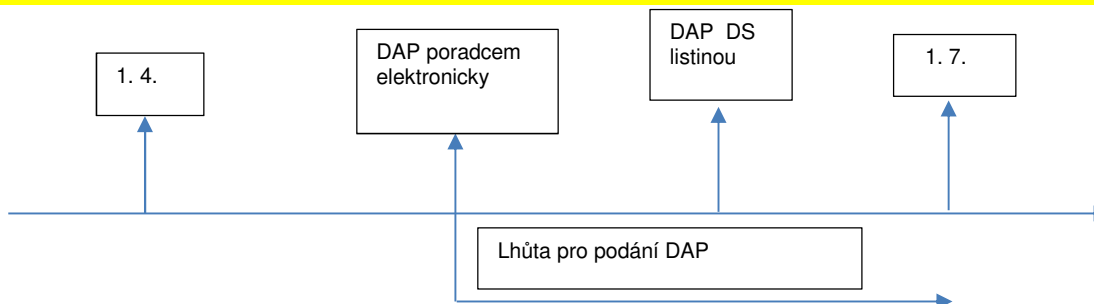 1. 4.
DAP poradcem
elektronicky
DAP DS
listinou
1. 7.
Lhůta pro podání DAP